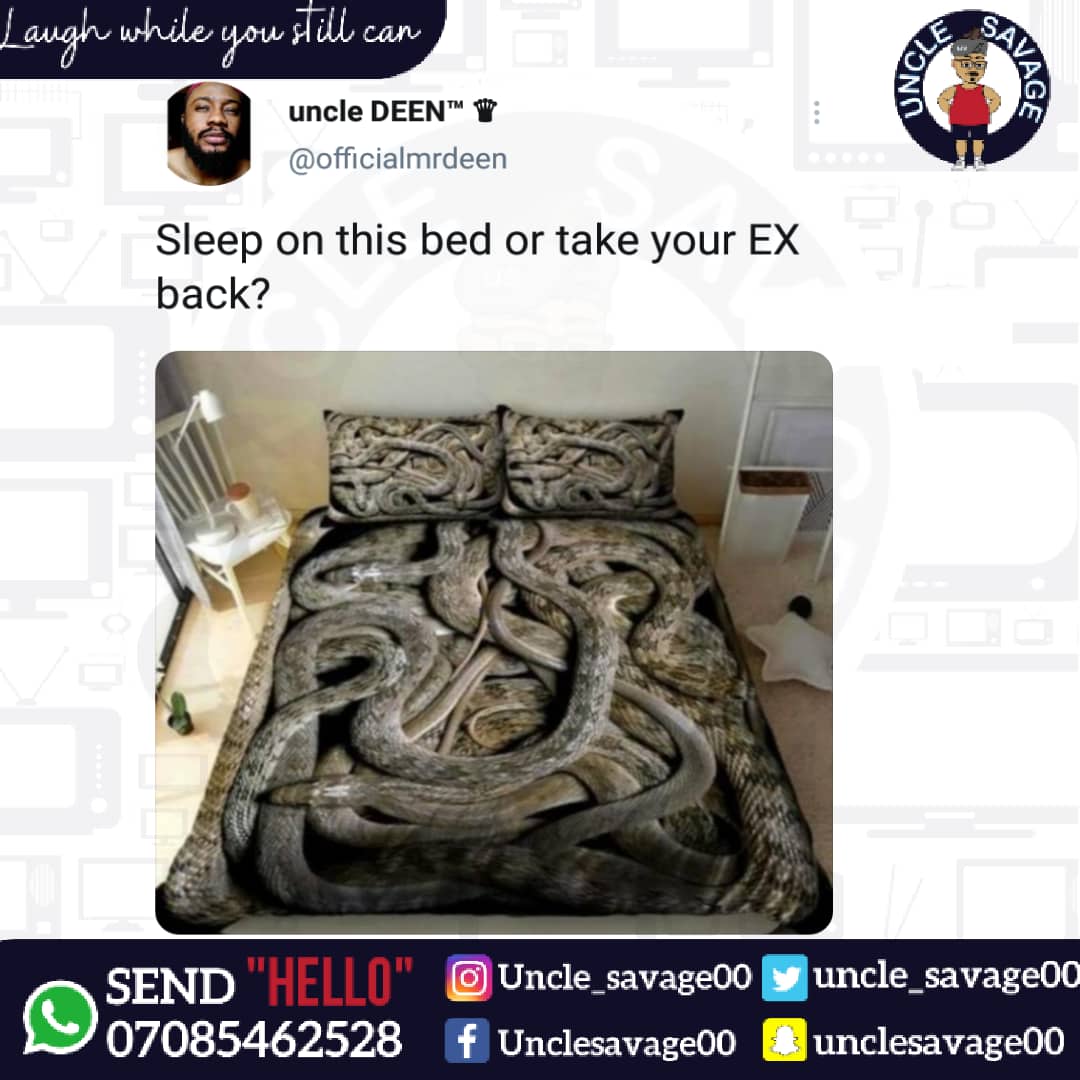 Laugh while you still can
UNCLE SAVAGE
uncle DEEN™ ♛
@officialmrdeen
Sleep on this bed or take your EX
back?
SEND "HELLO"
07085462528
Uncle_savage00
uncle_savage00
Unclesavage00
unclesavage00